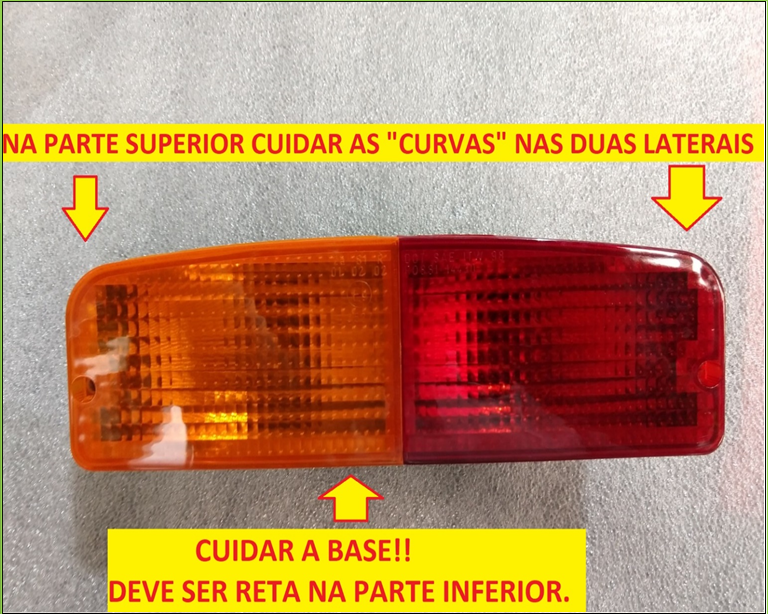 NA PARTE SUPERIOR CUIDAR AS "CURVAS" NAS DUAS LATERAIS
CUIDAR A BASE!!
DEVE SER RETA NA PARTE INFERIOR.